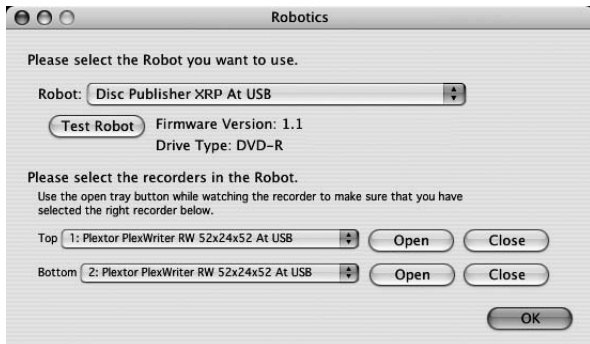 Robotics
Please select the Robot you want to use.
Robot: Disc Publisher XRP At USB
Test Robot Firmware Version: 1.1
Drive Type: DVD-R
Please select the recorders in the Robot.
Use the open tray button while watching the recorder to make sure that you have
selected the right recorder below.
Top 1: Plextor PlexWriter RW 52x24x52 At USB Open Close
Bottom 2: Plextor PlexWriter RW 52x24x52 At USB Open Close
OK